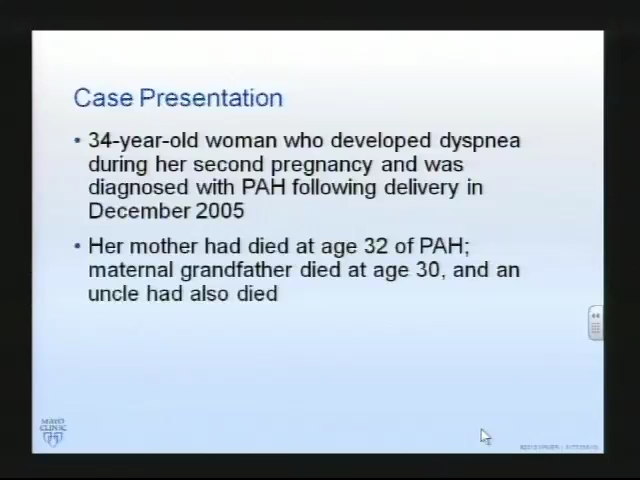 Case Presentation
• 34-year-old woman who developed dyspnea
during her second pregnancy and was
diagnosed with PAH following delivery in
December 2005
• Her mother had died at age 32 of PAH;
maternal grandfather died at age 30, and an
uncle had also died
MAYO
CLINIC